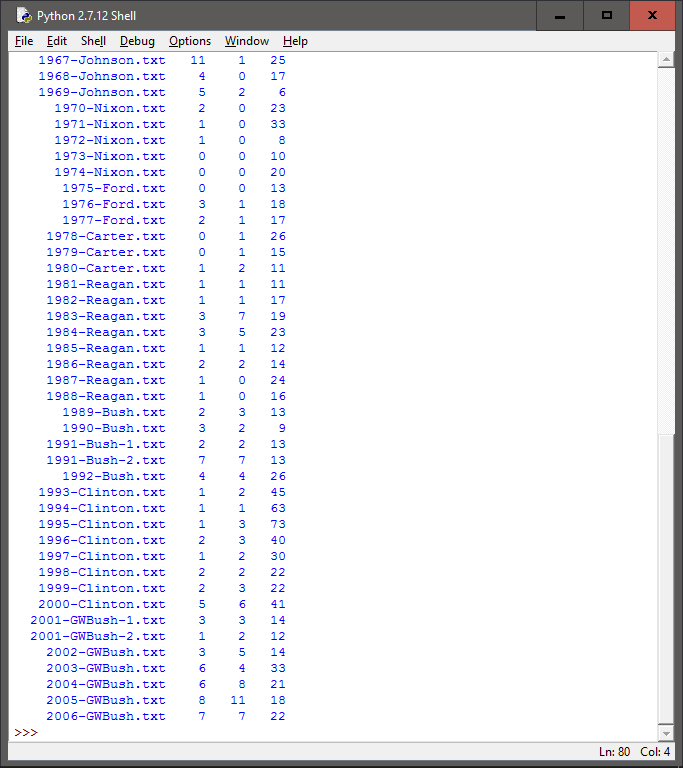 Python 2.7.12 Shell
File Edit Shell Debug Options Window Help
1967-Johnson.txt 11 1 25
1968-Johnson.txt 4 0 17
1969-Johnson.txt 5 2 6
1970-Nixon.txt 2 0 23
1971-Nixon.txt 1 0 33
1972-Nixon.txt 1 0 8
1973-Nixon.txt 0 0 10
1974-Nixon.txt 0 0 20
1975-Ford.txt 0 0 13
1976-Ford.txt 3 1 18
1977-Ford.txt 2 1 17
1978-Carter.txt 0 1 26
1979-Carter.txt 0 1 15
1980-Carter.txt 1 2 11
1981-Reagan.txt 1 1 11
1982-Reagan.txt 1 1 17
1983-Reagan.txt 3 7 19
1984-Reagan.txt 3 5 23
1985-Reagan.txt 1 1 12
1986-Reagan.txt 2 2 14
1987-Reagan.txt 1 0 24
1988-Reagan.txt 1 0 16
1989-Bush.txt 2 3 13
1990-Bush.txt 3 2 9
1991-Bush-1.txt 2 2 13
1991-Bush-2.txt 7 7 13
1992-Bush.txt 4 4 26
1993-Clinton.txt 1 2 45
1994-Clinton.txt 1 1 63
1995-Clinton.txt 1 3 73
1996-Clinton.txt 2 3 40
1997-Clinton.txt 1 2 30
1998-Clinton.txt 2 2 22
1999-Clinton.txt 2 3 22
2000-Clinton.txt 5 6 41
2001-GWBush-1.txt 3 3 14
2001-GWBush-2.txt 1 2 12
2002-GWBush.txt 3 5 14
2003-GWBush.txt 6 4 33
2004-GWBush.txt 6 8 21
2005-GWBush.txt 8 11 18
2006-GWBush.txt 7 7 22
>>>
Ln: 80 Col: 4